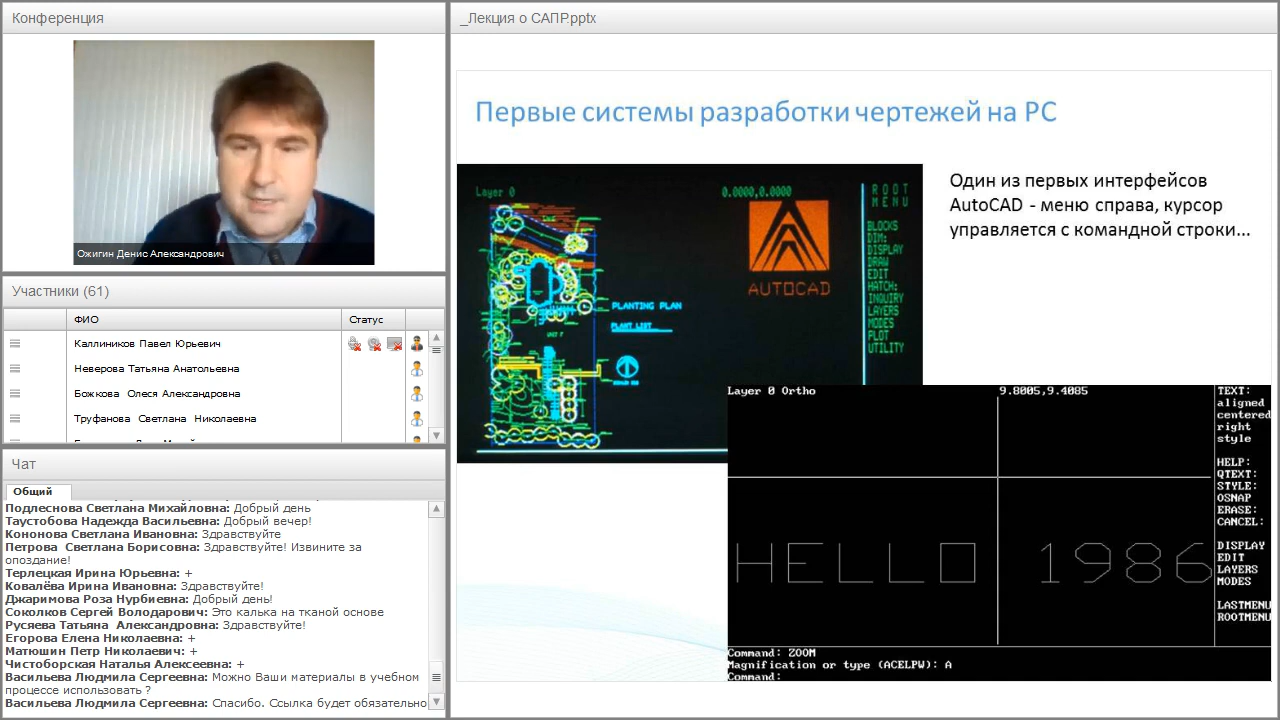 Конференция
Ожигин Денис Александрович
Участники (61)
ФИО
Статус
Каллиников Павел Юрьевич
Неверова Татьяна Анатольевна
Божкова Олеся Александровна
Труфанова Светлана Николаевна
Чат
Общий
Подлеснова Светлана Михайловна: Добрый день
Таустобова Надежда Васильевна: Добрый вечер!
Кононова Светлана Ивановна: Здравствуйте
Петрова Светлана Борисовна: Здравствуйте! Извините за
опоздание!
Терлецкая Ирина Юрьевна: +
Ковалёва Ирина Ивановна: Здравствуйте!
Джаримова Роза Нурбиевна: Добрый день!
Соколков Сергей Володарович: Это калька на тканой основе
Русяева Татьяна Александровна: Здравствуйте!
Егорова Елена Николаевна: +
Матюшин Петр Николаевич: +
Чистоборская Наталья Алексеевна: +
Васильева Людмила Сергеевна: Можно Ваши материалы в учебном
процессе использовать ?
Васильева Людмила Сергеевна: Спасибо. Ссылка будет обязательно
_Лекция о САПР.pptx
Первые системы разработки чертежей на PC
Один из первых интерфейсов
AutoCAD - меню справа, курсор
управляется с командной строки...
Layer 0
0.0000,0.0000
ROOT
MENU
BLOCKS
DIM:
DISPLAY
DRAW
EDIT
HATCH:
INQUIRY
LAYERS
MODES
PLOT
UTILITY
AUTOCAD
PLANTING PLAN
PLANT LIST
Layer 0 Ortho
9.8005,9.4085
TEXT:
aligned
centered
right
style
HELP:
QTEXT:
STYLE:
OSNAP
ERASE:
CANCEL:
DISPLAY
EDIT
LAYERS
MODES
LASTMENU
ROOTMENU
HELLO 1986
Command: ZOOM
Magnification or type (ACELPW): A
Command: